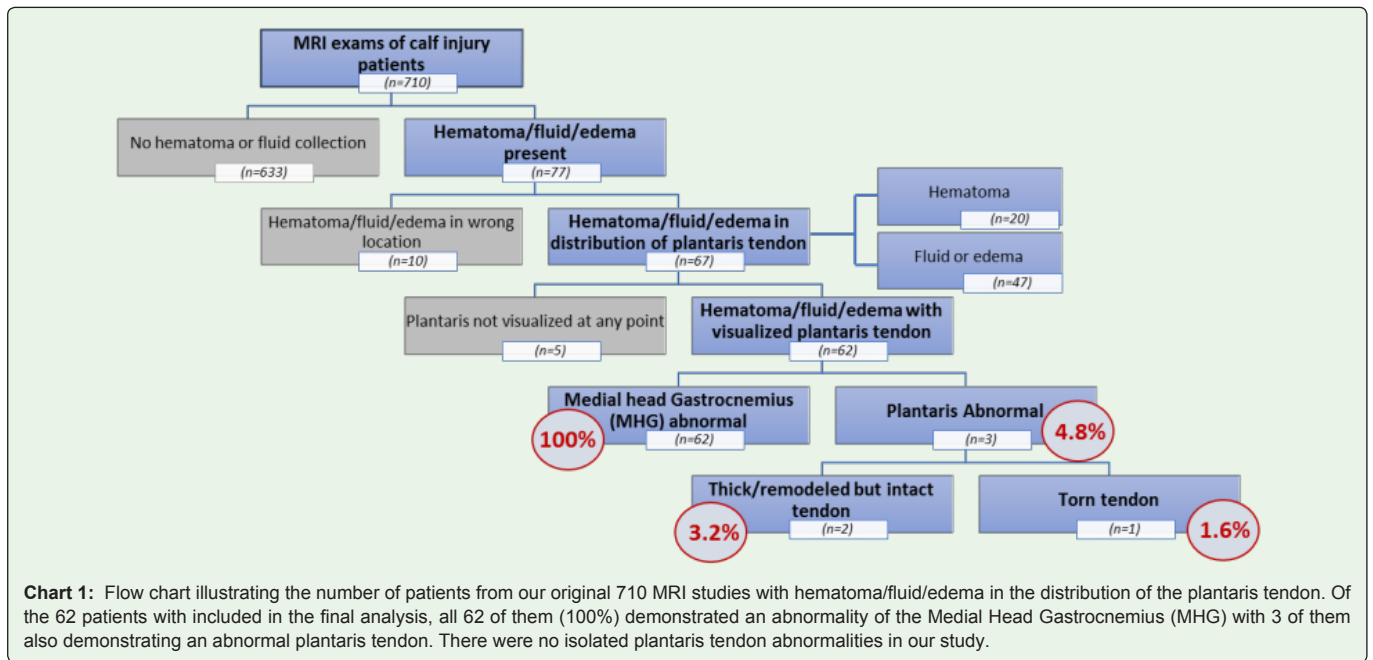 MRI exams of calf injury
patients
(n=710)
No hematoma or fluid collection
(n=633)
Hematoma/fluid/edema
present
(n=77)
Hematoma/fluid/edema in wrong
location
(n=10)
Hematoma/fluid/edema in
distribution of plantaris tendon
(n=67)
Hematoma
(n=20)
Fluid or edema
(n=47)
Plantaris not visualized at any point
(n=5)
Hematoma/fluid/edema with
visualized plantaris tendon
(n=62)
Medial head Gastrocnemius
(MHG) abnormal
(n=62)
100%
Plantaris Abnormal
(n=3)
4.8%
Thick/remodeled but intact
tendon
(n=2)
3.2%
Torn tendon
(n=1)
1.6%
Chart 1: Flow chart illustrating the number of patients from our original 710 MRI studies with hematoma/fluid/edema in the distribution of the plantaris tendon. Of
the 62 patients with included in the final analysis, all 62 of them (100%) demonstrated an abnormality of the Medial Head Gastrocnemius (MHG) with 3 of them
also demonstrating an abnormal plantaris tendon. There were no isolated plantaris tendon abnormalities in our study.